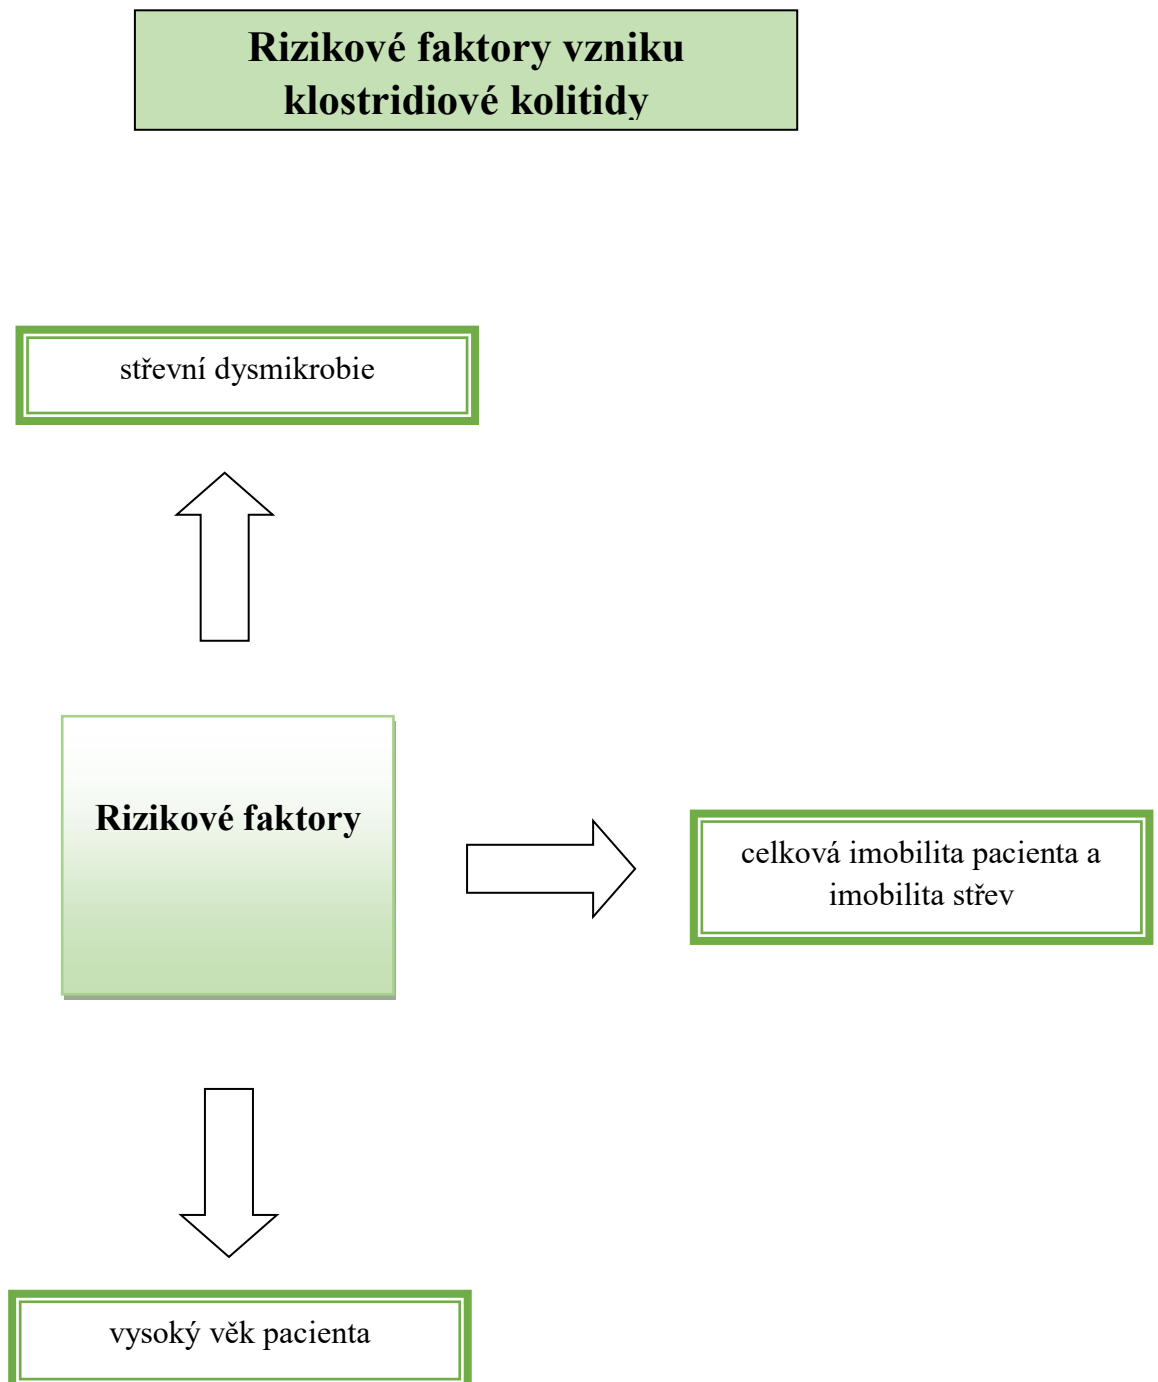 Rizikové faktory vzniku
klostridiové kolitidy
střevní dysmikrobie
Rizikové faktory
celková imobilita pacienta a
imobilita střev
vysoký věk pacienta